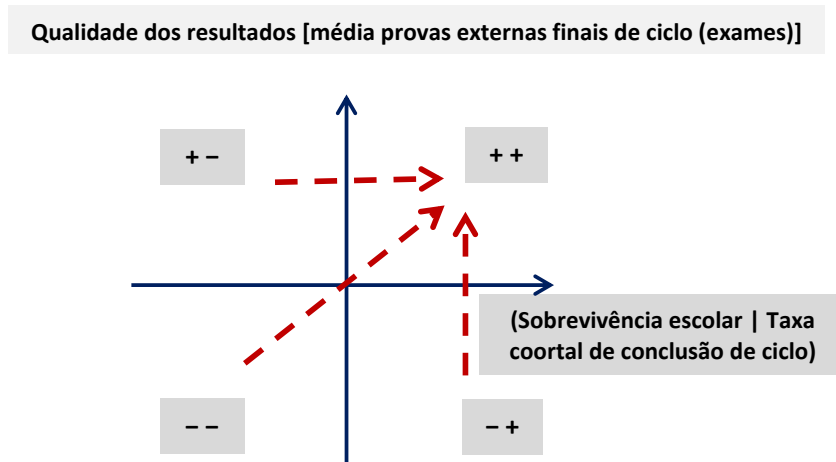 Qualidade dos resultados [média provas externas finais de ciclo (exames)]
+ –
+ +
(Sobrevivência escolar | Taxa
coortal de conclusão de ciclo)
– –
– +